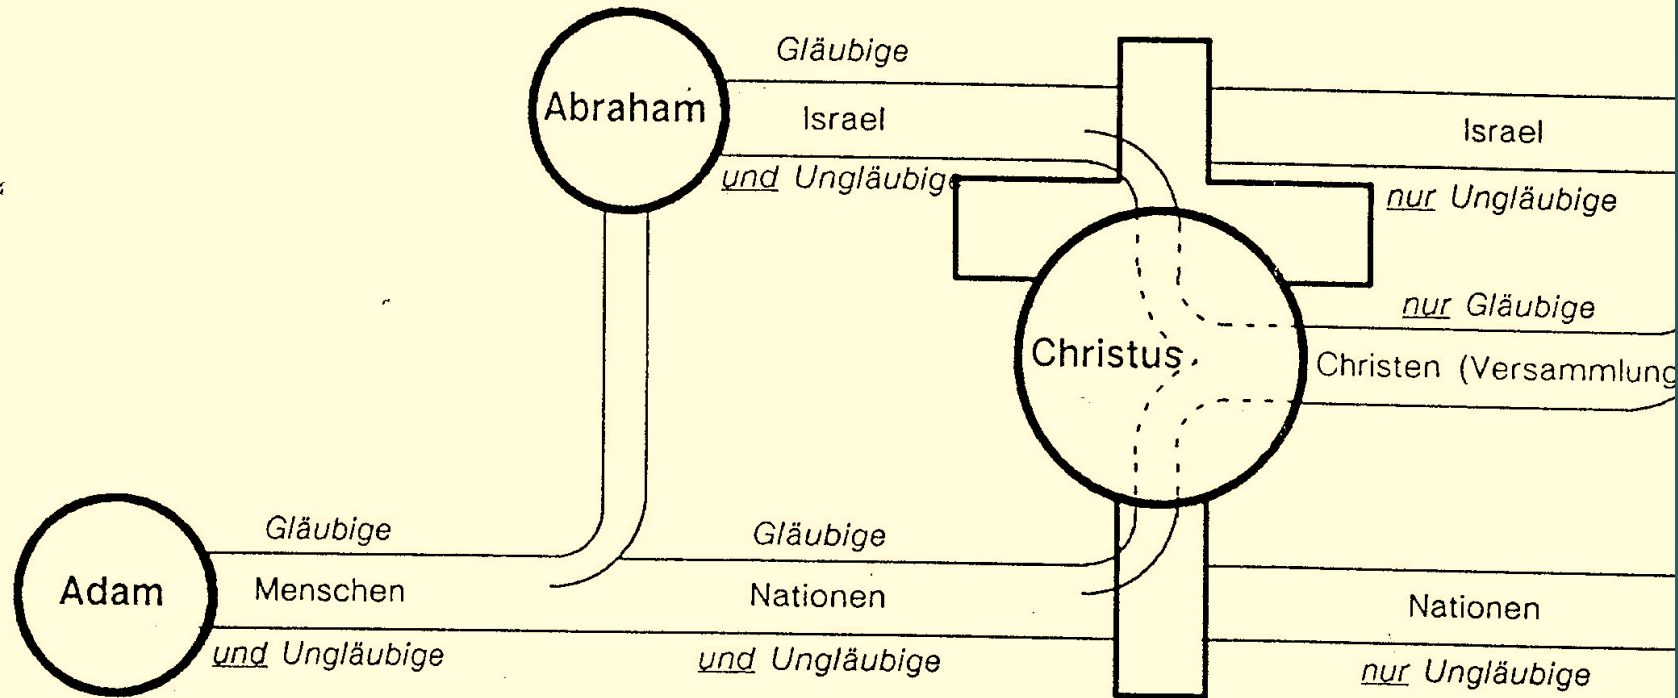 Gläubige
Abraham
Israel
und Ungläubige
Israel
nur Ungläubige
nur Gläubige
Christus
Christen (Versammlung
Gläubige
Adam
Menschen
und Ungläubige
Gläubige
Nationen
und Ungläubige
Nationen
nur Ungläubige